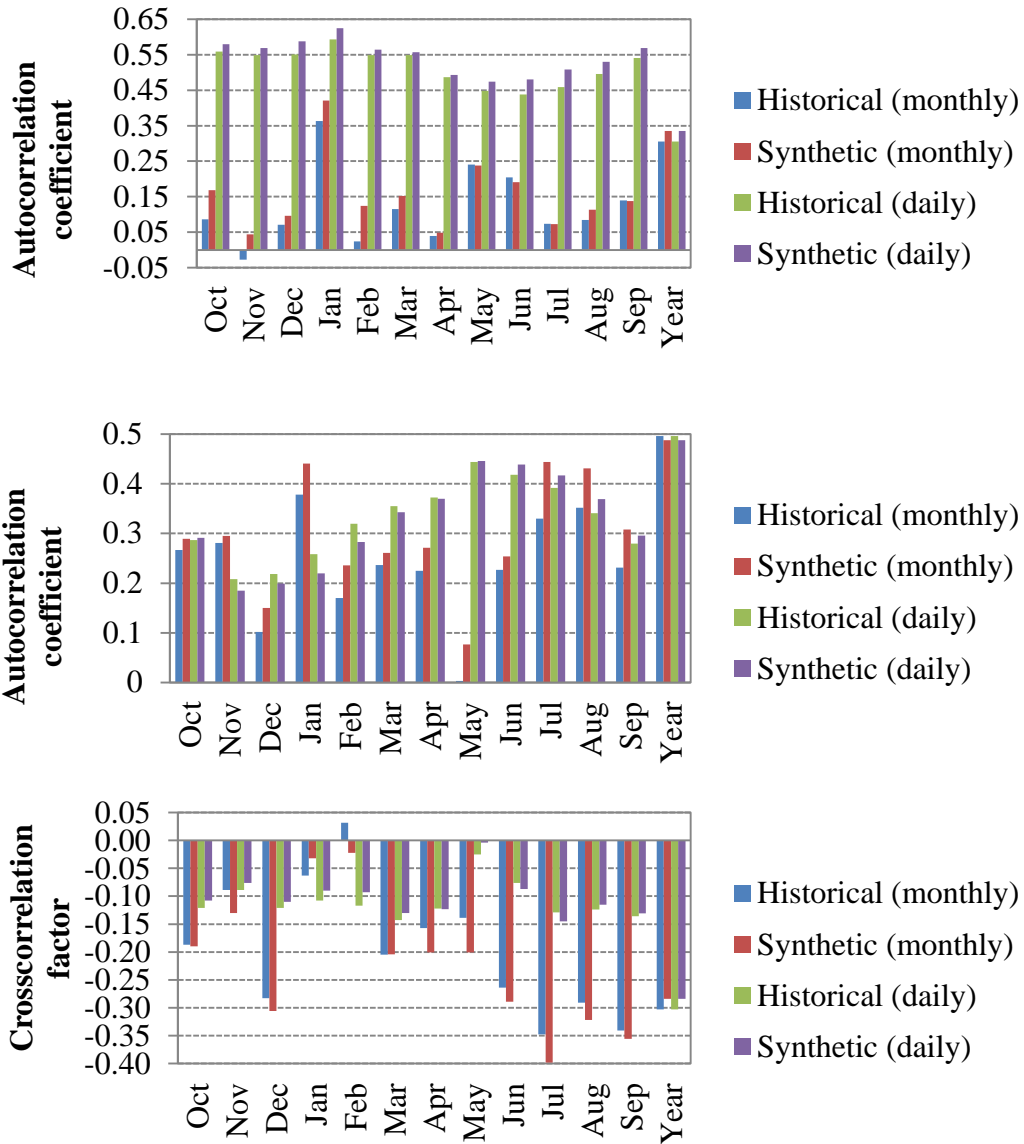 Autocorrelation
coefficient
0.65
0.55
0.45
0.35
0.25
0.15
0.05
-0.05
Oct
Nov
Dec
Jan
Feb
Mar
Apr
May
Jun
Jul
Aug
Sep
Year
Historical (monthly)
Synthetic (monthly)
Historical (daily)
Synthetic (daily)
Autocorrelation
coefficient
0.5
0.4
0.3
0.2
0.1
0
Oct
Nov
Dec
Jan
Feb
Mar
Apr
May
Jun
Jul
Aug
Sep
Year
Historical (monthly)
Synthetic (monthly)
Historical (daily)
Synthetic (daily)
Crosscorrelation
factor
0.05
0.00
-0.05
-0.10
-0.15
-0.20
-0.25
-0.30
-0.35
-0.40
Oct
Nov
Dec
Jan
Feb
Mar
Apr
May
Jun
Jul
Aug
Sep
Year
Historical (monthly)
Synthetic (monthly)
Historical (daily)
Synthetic (daily)